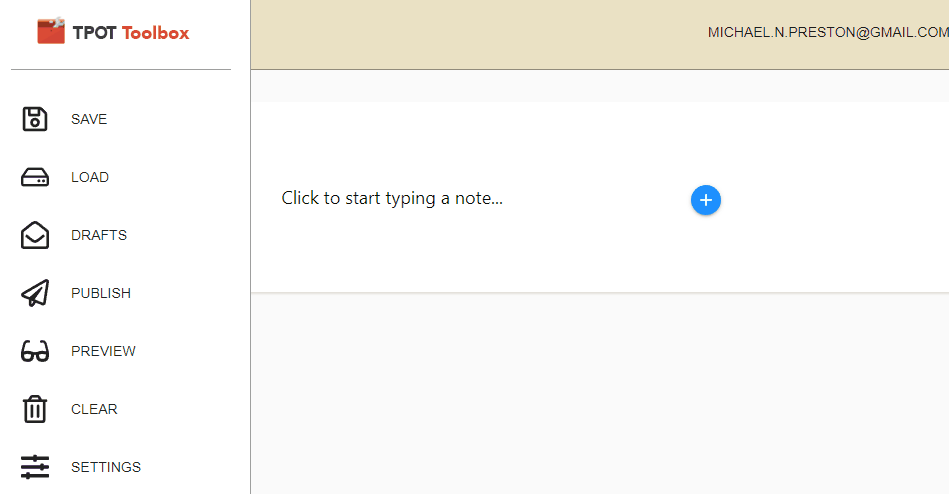 TPOT Toolbox
MICHAEL.N.PRESTON@GMAIL.COM
SAVE
LOAD
DRAFTS
PUBLISH
PREVIEW
CLEAR
SETTINGS
Click to start typing a note...